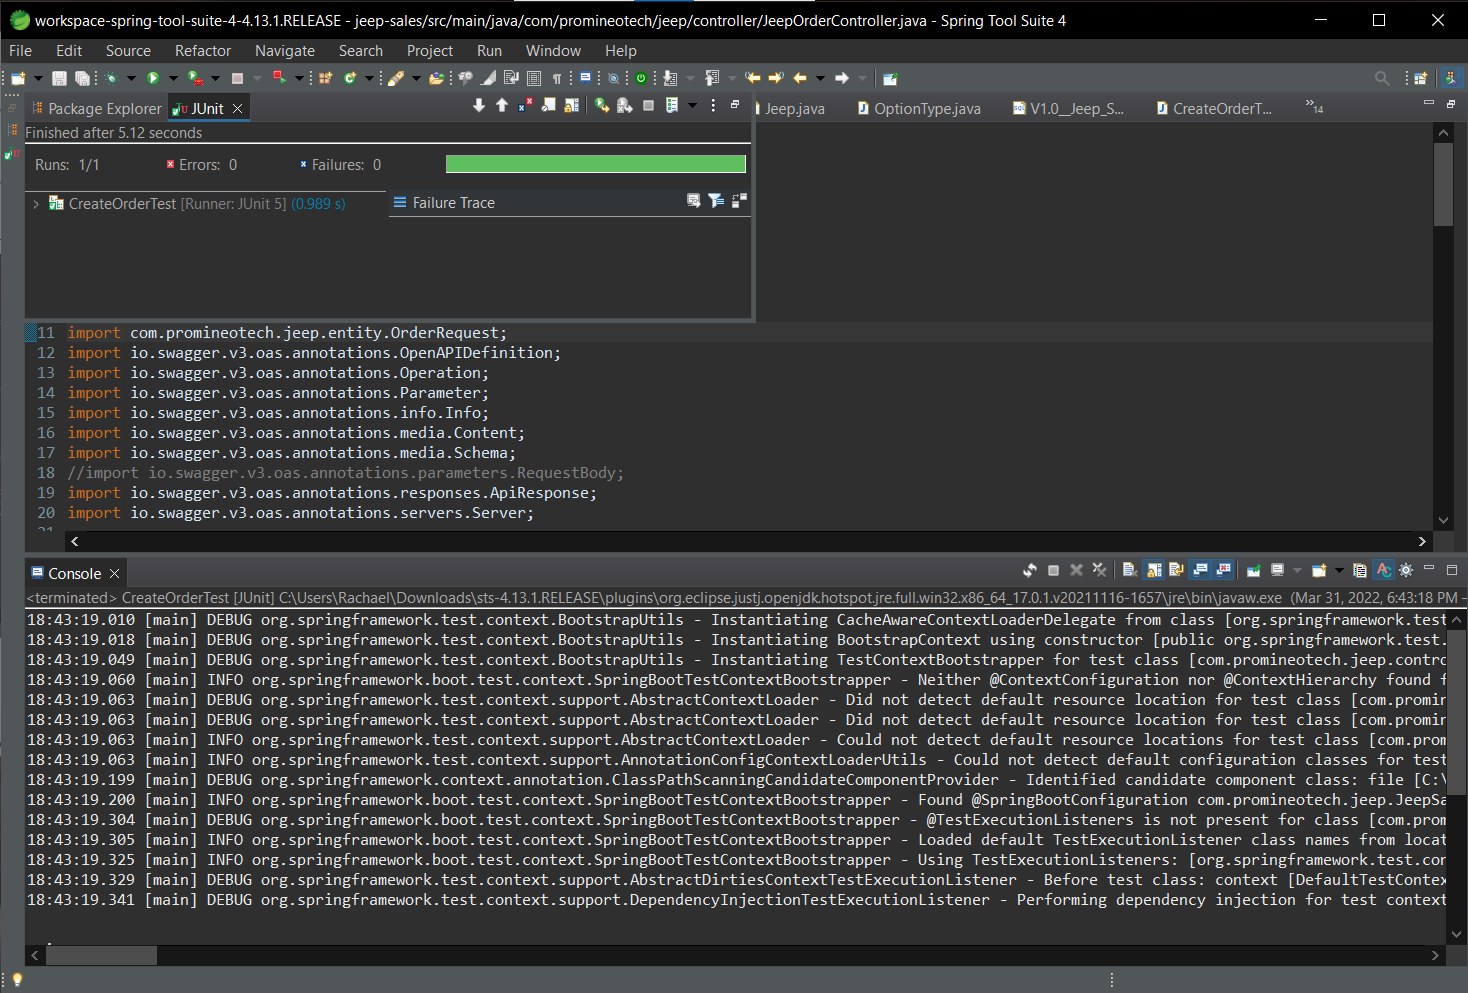 workspace-spring-tool-suite-4-4.13.1.RELEASE - jeep-sales/src/main/java/com/promineotech/jeep/controller/JeepOrderController.java - Spring Tool Suite 4
File Edit Source Refactor Navigate Search Project Run Window Help
Package Explorer JUnit
Jeep.java OptionType.java V1.0__Jeep_S... CreateOrderT... 14
Finished after 5.12 seconds
Runs: 1/1 Errors: 0 Failures: 0
CreateOrderTest [Runner: JUnit 5] (0.989 s)
Failure Trace
11 import com.promineotech.jeep.entity.OrderRequest;
12 import io.swagger.v3.oas.annotations.OpenAPIDefinition;
13 import io.swagger.v3.oas.annotations.Operation;
14 import io.swagger.v3.oas.annotations.Parameter;
15 import io.swagger.v3.oas.annotations.info.Info;
16 import io.swagger.v3.oas.annotations.media.Content;
17 import io.swagger.v3.oas.annotations.media.Schema;
18 //import io.swagger.v3.oas.annotations.parameters.RequestBody;
19 import io.swagger.v3.oas.annotations.responses.ApiResponse;
20 import io.swagger.v3.oas.annotations.servers.Server;
Console
<terminated> CreateOrderTest [JUnit] C:\Users\Rachael\Downloads\sts-4.13.1.RELEASE\plugins\org.eclipse.justj.openjdk.hotspot.jre.full.win32.x86_64_17.0.1.v20211116-1657\jre\bin\javaw.exe (Mar 31, 2022, 6:43:18 PM –
18:43:19.010 [main] DEBUG org.springframework.test.context.BootstrapUtils - Instantiating CacheAwareContextLoaderDelegate from class [org.springframework.test
18:43:19.018 [main] DEBUG org.springframework.test.context.BootstrapUtils - Instantiating BootstrapContext using constructor [public org.springframework.test.
18:43:19.049 [main] DEBUG org.springframework.test.context.BootstrapUtils - Instantiating TestContextBootstrapper for test class [com.promineotech.jeep.contro
18:43:19.060 [main] INFO org.springframework.boot.test.context.SpringBootTestContextBootstrapper - Neither @ContextConfiguration nor @ContextHierarchy found f
18:43:19.063 [main] DEBUG org.springframework.test.context.support.AbstractContextLoader - Did not detect default resource location for test class [com.promin
18:43:19.063 [main] DEBUG org.springframework.test.context.support.AbstractContextLoader - Did not detect default resource location for test class [com.promin
18:43:19.063 [main] INFO org.springframework.test.context.support.AbstractContextLoader - Could not detect default resource locations for test class [com.prom
18:43:19.063 [main] INFO org.springframework.test.context.support.AnnotationConfigContextLoaderUtils - Could not detect default configuration classes for test
18:43:19.199 [main] DEBUG org.springframework.context.annotation.ClassPathScanningCandidateComponentProvider - Identified candidate component class: file [C:\
18:43:19.200 [main] INFO org.springframework.boot.test.context.SpringBootTestContextBootstrapper - Found @SpringBootConfiguration com.promineotech.jeep.JeepSa
18:43:19.304 [main] DEBUG org.springframework.boot.test.context.SpringBootTestContextBootstrapper - @TestExecutionListeners is not present for class [com.prom
18:43:19.305 [main] INFO org.springframework.boot.test.context.SpringBootTestContextBootstrapper - Loaded default TestExecutionListener class names from locat
18:43:19.325 [main] INFO org.springframework.boot.test.context.SpringBootTestContextBootstrapper - Using TestExecutionListeners: [org.springframework.test.con
18:43:19.329 [main] DEBUG org.springframework.test.context.support.AbstractDirtiesContextTestExecutionListener - Before test class: context [DefaultTestContex
18:43:19.341 [main] DEBUG org.springframework.test.context.support.DependencyInjectionTestExecutionListener - Performing dependency injection for test context